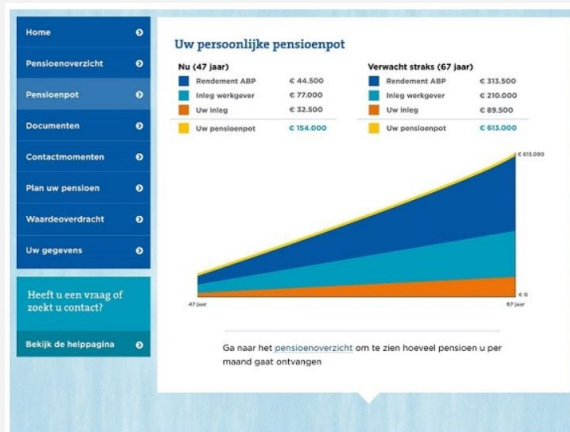 Home
Pensioenoverzicht
Pensioenpot
Documenten
Contactmomenten
Plan uw pensioen
Waardeoverdracht
Uw gegevens
Heeft u een vraag of
zoekt u contact?
Bekijk de helppagina
Uw persoonlijke pensioenpot
Nu (47 jaar)
Rendement ABP € 44.500
Inleg werkgever € 77.000
Uw inleg € 32.500
Uw pensioenpot € 154.000
Verwacht straks (67 jaar)
Rendement ABP € 313.500
Inleg werkgever € 210.000
Uw inleg € 89.500
Uw pensioenpot € 613.000
€ 613.000
€ 0
47 jaar
67 jaar
Ga naar het pensioenoverzicht om te zien hoeveel pensioen u per
maand gaat ontvangen